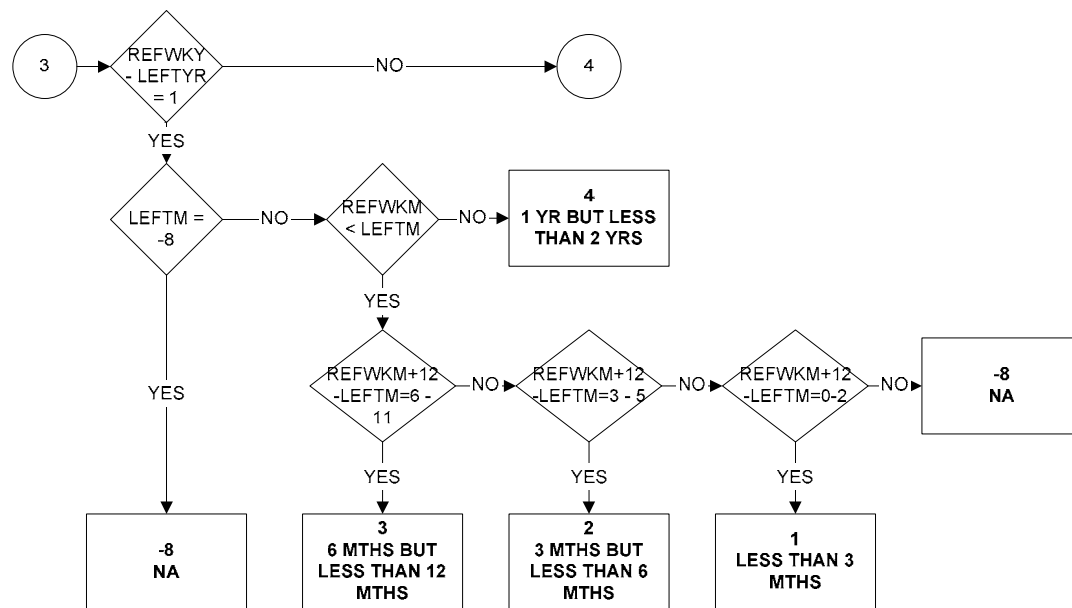 3
REFWKY
- LEFTYR
= 1
NO
4
YES
LEFTM =
-8
NO
REFWKM
< LEFTM
NO
4
1 YR BUT LESS
THAN 2 YRS
YES
YES
REFWKM+12
-LEFTM=6 -
11
NO
REFWKM+12
-LEFTM=3 - 5
NO
REFWKM+12
-LEFTM=0-2
NO
-8
NA
YES
YES
YES
-8
NA
3
6 MTHS BUT
LESS THAN 12
MTHS
2
3 MTHS BUT
LESS THAN 6
MTHS
1
LESS THAN 3
MTHS